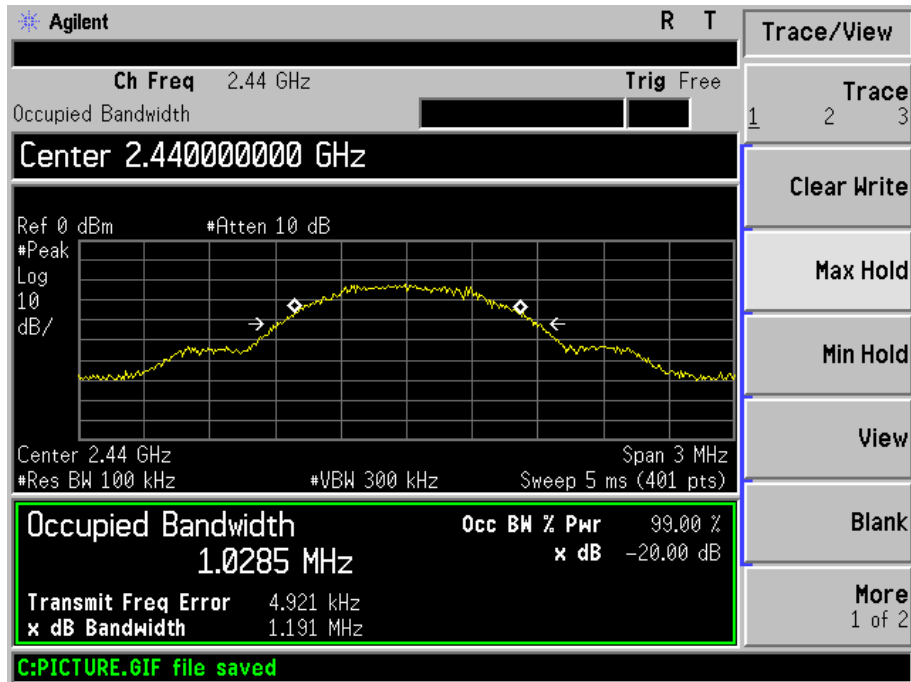 Agilent R T
Ch Freq 2.44 GHz Trig Free
Occupied Bandwidth
Center 2.440000000 GHz
Ref 0 dBm #Atten 10 dB
#Peak
Log
10
dB/
Center 2.44 GHz Span 3 MHz
#Res BW 100 kHz #VBW 300 kHz Sweep 5 ms (401 pts)
Occupied Bandwidth Occ BW % Pwr 99.00 %
1.0285 MHz x dB -20.00 dB
Transmit Freq Error 4.921 kHz
x dB Bandwidth 1.191 MHz
C:PICTURE.GIF file saved
Trace/View
Trace
1 2 3
Clear Write
Max Hold
Min Hold
View
Blank
More
1 of 2